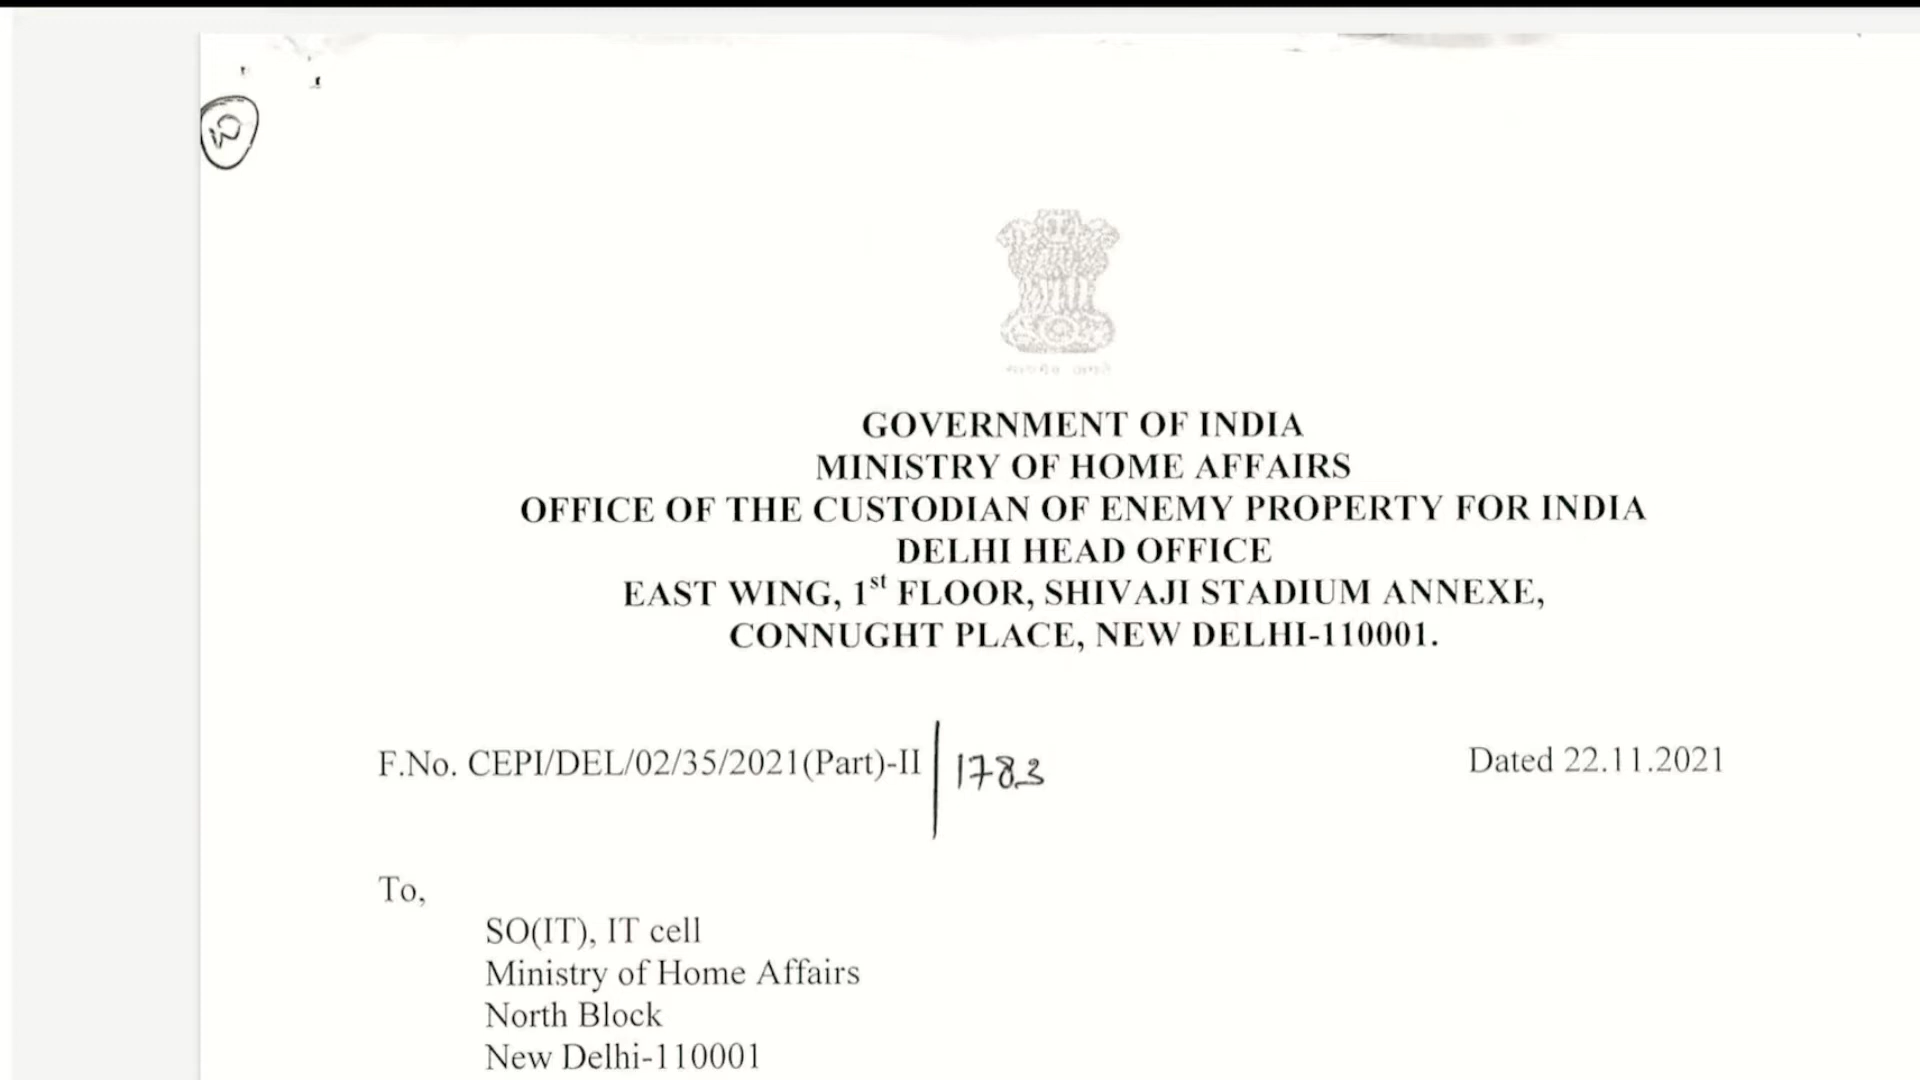 GOVERNMENT OF INDIA
MINISTRY OF HOME AFFAIRS
OFFICE OF THE CUSTODIAN OF ENEMY PROPERTY FOR INDIA
DELHI HEAD OFFICE
EAST WING, 1st FLOOR, SHIVAJI STADIUM ANNEXE,
CONNUGHT PLACE, NEW DELHI-110001.
F.No. CEPI/DEL/02/35/2021(Part)-II | 1783 Dated 22.11.2021
To,
SO(IT), IT cell
Ministry of Home Affairs
North Block
New Delhi-110001